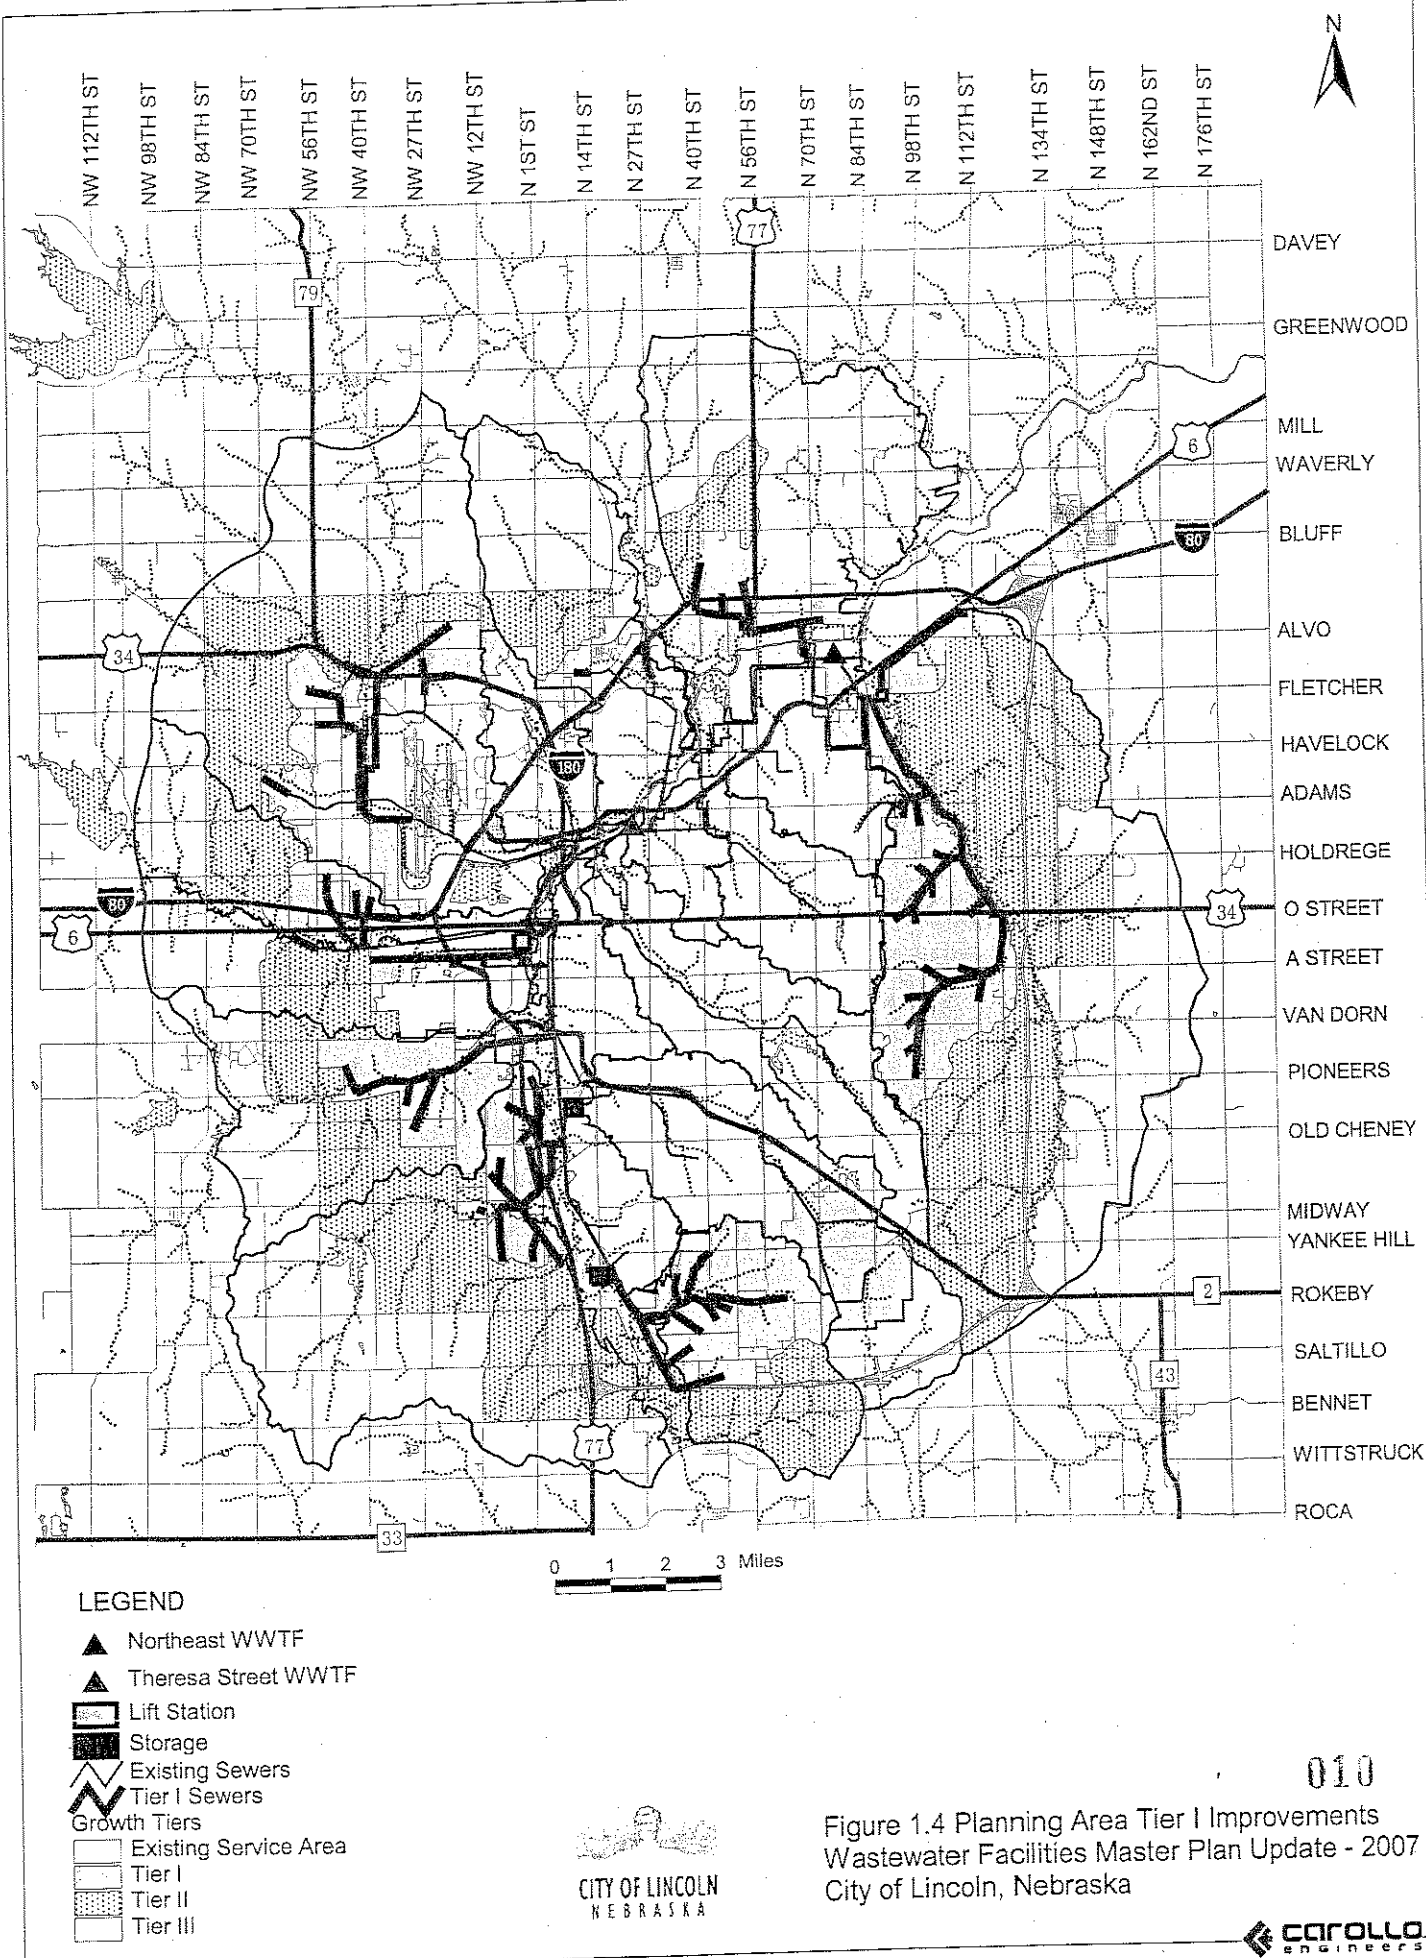 N
NW 112TH ST
NW 98TH ST
NW 84TH ST
NW 70TH ST
NW 56TH ST
NW 40TH ST
NW 27TH ST
NW 12TH ST
N 1ST ST
N 14TH ST
N 27TH ST
N 40TH ST
N 56TH ST
N 70TH ST
N 84TH ST
N 98TH ST
N 112TH ST
N 134TH ST
N 148TH ST
N 162ND ST
N 176TH ST
77
DAVEY
79
GREENWOOD
MILL
6
WAVERLY
80
BLUFF
ALVO
34
FLETCHER
HAVELOCK
180
ADAMS
HOLDREGE
80
34
O STREET
6
A STREET
VAN DORN
PIONEERS
OLD CHENEY
MIDWAY
YANKEE HILL
2
ROKEBY
SALTILLO
43
BENNET
77
WITTSTRUCK
ROCA
33
0 1 2 3 Miles
LEGEND
Northeast WWTF
Theresa Street WWTF
Lift Station
Storage
Existing Sewers
Tier I Sewers
Growth Tiers
Existing Service Area
Tier I
Tier II
Tier III
CITY OF LINCOLN
NEBRASKA
010
Figure 1.4 Planning Area Tier I Improvements
Wastewater Facilities Master Plan Update - 2007
City of Lincoln, Nebraska
carollo
engineers